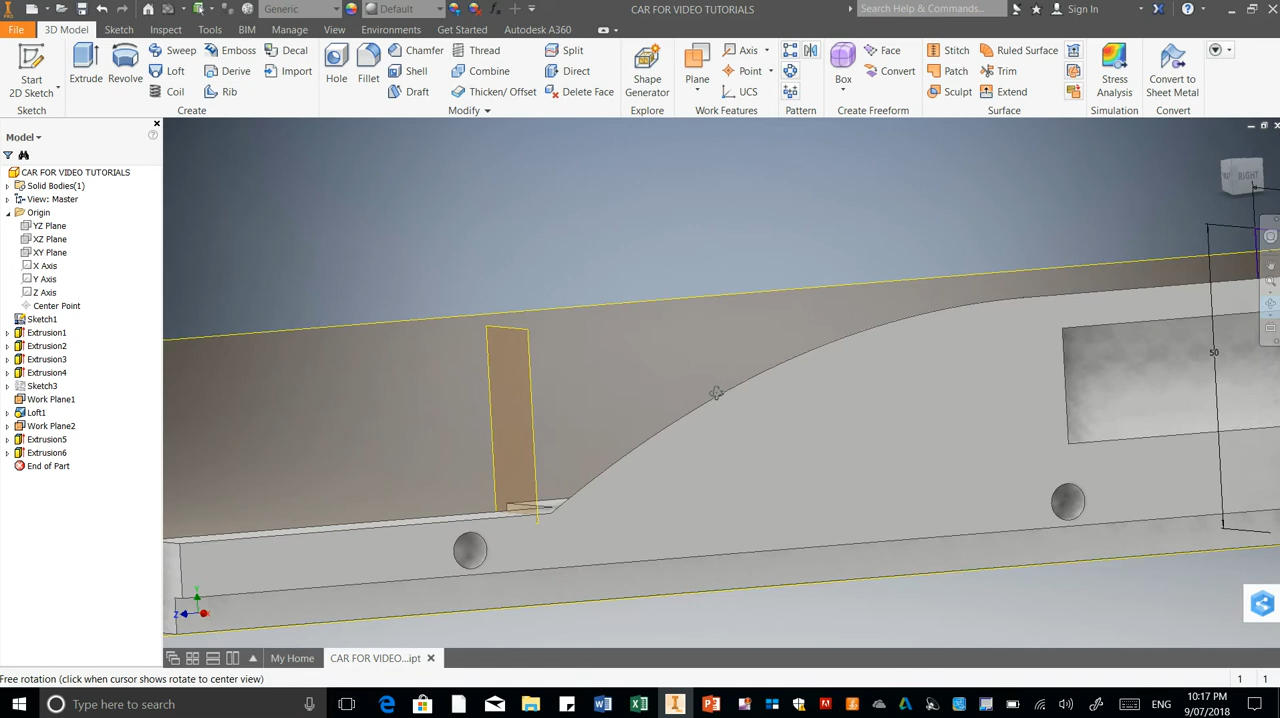 Generic
Default
CAR FOR VIDEO TUTORIALS
Search Help & Commands...
Sign In
File
3D Model
Sketch
Inspect
Tools
BIM
Manage
View
Environments
Get Started
Autodesk A360
Start
2D Sketch
Extrude
Revolve
Sweep
Emboss
Decal
Loft
Derive
Import
Coil
Rib
Hole
Fillet
Chamfer
Thread
Split
Shell
Combine
Direct
Draft
Thicken/ Offset
Delete Face
Shape
Generator
Plane
Axis
Point
UCS
Box
Face
Convert
Stitch
Ruled Surface
Patch
Trim
Sculpt
Extend
Stress
Analysis
Convert to
Sheet Metal
Sketch
Create
Modify
Explore
Work Features
Pattern
Create Freeform
Surface
Simulation
Convert
Model
CAR FOR VIDEO TUTORIALS
Solid Bodies(1)
View: Master
Origin
YZ Plane
XZ Plane
XY Plane
X Axis
Y Axis
Z Axis
Center Point
Sketch1
Extrusion1
Extrusion2
Extrusion3
Extrusion4
Sketch3
Work Plane1
Loft1
Work Plane2
Extrusion5
Extrusion6
End of Part
RIGHT
50
Y
Z
My Home
CAR FOR VIDEO...ipt
Free rotation (click when cursor shows rotate to center view)
1
1
Type here to search
ENG
10:17 PM
9/07/2018